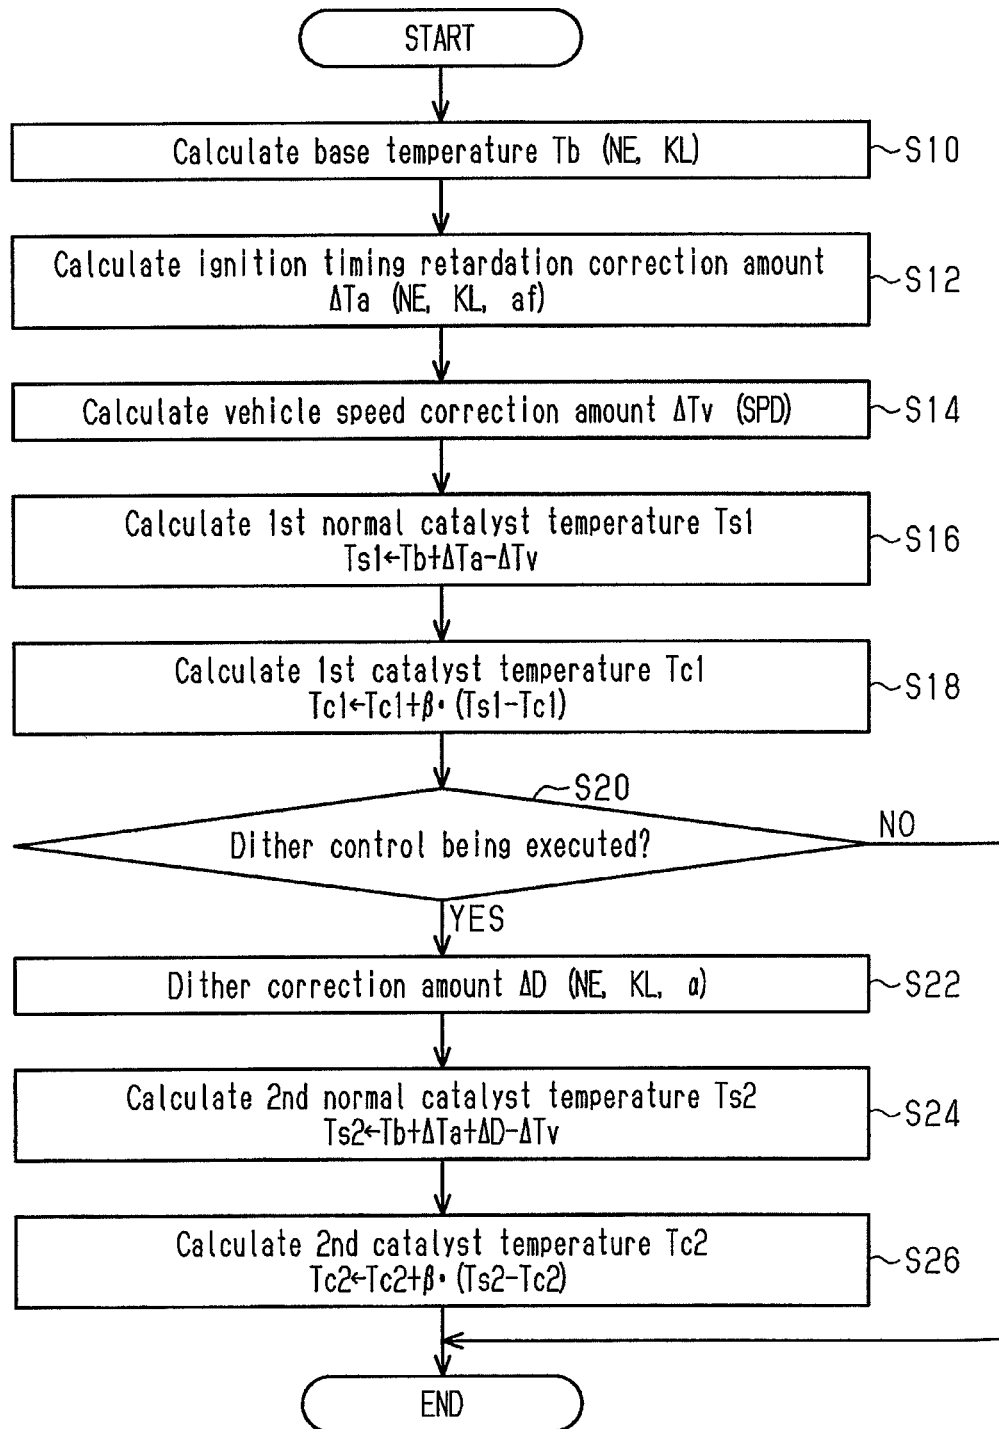 START
Calculate base temperature Tb (NE, KL)
S10
Calculate ignition timing retardation correction amount
ΔTa (NE, KL, af)
S12
Calculate vehicle speed correction amount ΔTv (SPD)
S14
Calculate 1st normal catalyst temperature Ts1
Ts1←Tb+ΔTa-ΔTv
S16
Calculate 1st catalyst temperature Tc1
Tc1←Tc1+β・(Ts1-Tc1)
S18
S20
Dither control being executed?
NO
YES
Dither correction amount ΔD (NE, KL, α)
S22
Calculate 2nd normal catalyst temperature Ts2
Ts2←Tb+ΔTa+ΔD-ΔTv
S24
Calculate 2nd catalyst temperature Tc2
Tc2←Tc2+β・(Ts2-Tc2)
S26
END